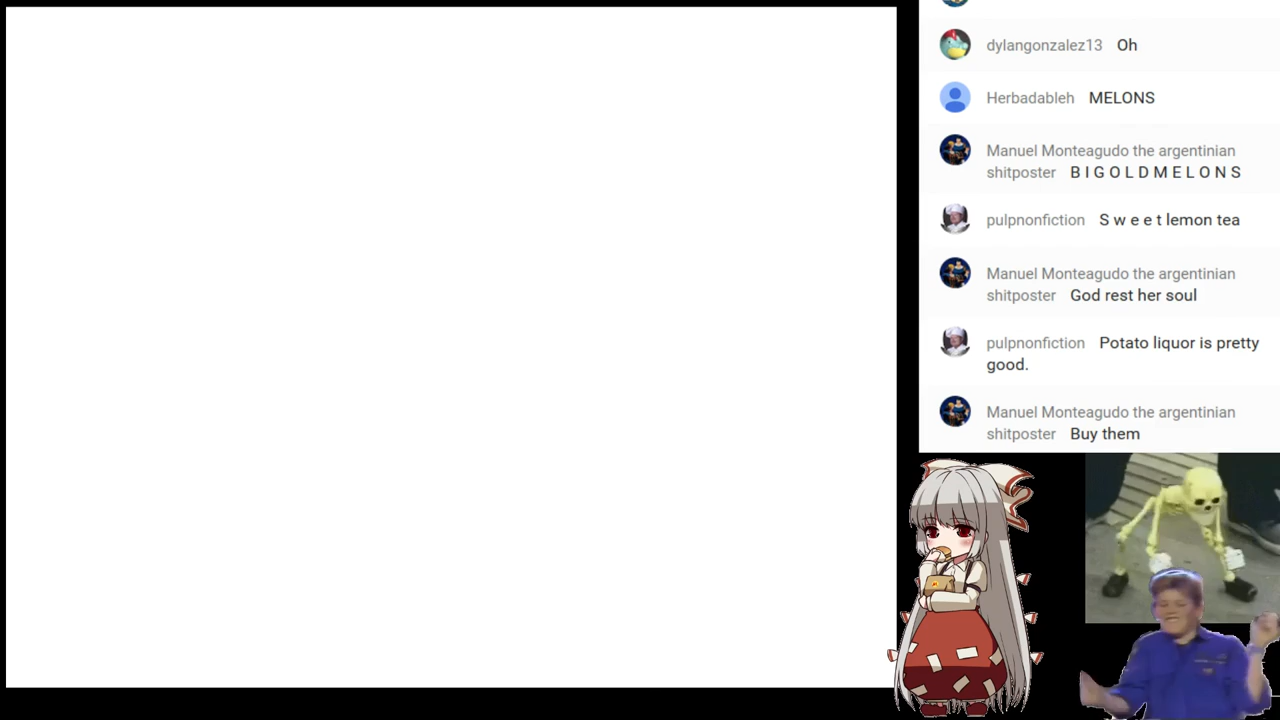 dylangonzalez13 Oh
Herbadableh MELONS
Manuel Monteagudo the argentinian
shitposter B I G O L D M E L O N S
pulpnonfiction S w e e t lemon tea
Manuel Monteagudo the argentinian
shitposter God rest her soul
pulpnonfiction Potato liquor is pretty
good.
Manuel Monteagudo the argentinian
shitposter Buy them